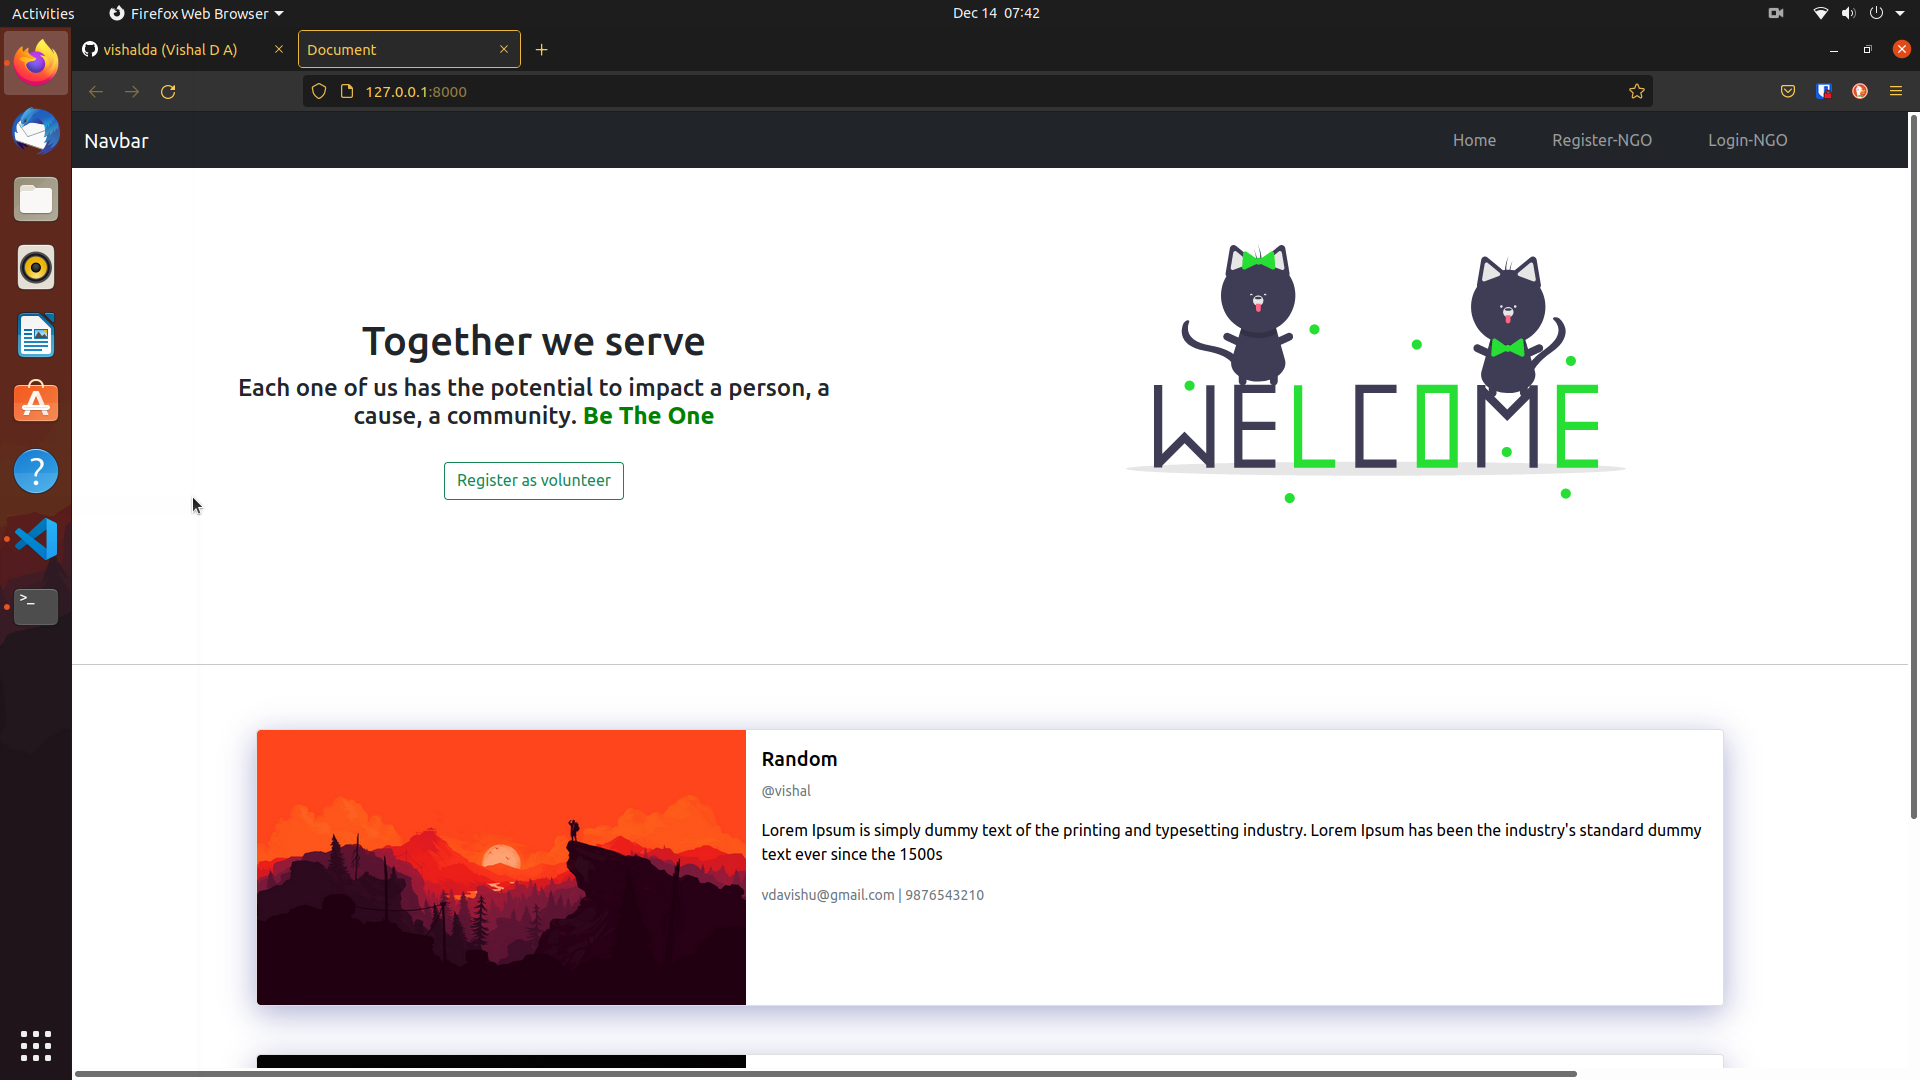 Activities
Firefox Web Browser
Dec 14 07:42
vishalda (Vishal D A)
Document
127.0.0.1:8000
Navbar
Home
Register-NGO
Login-NGO
WELCOME
Together we serve
Each one of us has the potential to impact a person, a
cause, a community. Be The One
Register as volunteer
Random
@vishal
Lorem Ipsum is simply dummy text of the printing and typesetting industry. Lorem Ipsum has been the industry's standard dummy
text ever since the 1500s
vdavishu@gmail.com | 9876543210